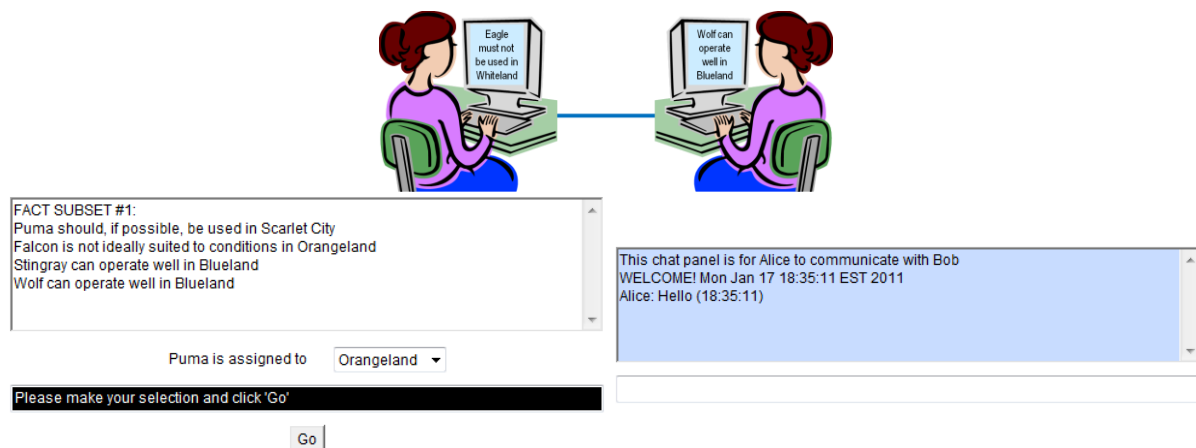 Eagle
must not
be used in
Whiteland
Wolf can
operate
well in
Blueland
FACT SUBSET #1:
Puma should, if possible, be used in Scarlet City
Falcon is not ideally suited to conditions in Orangeland
Stingray can operate well in Blueland
Wolf can operate well in Blueland
Puma is assigned to Orangeland
Please make your selection and click 'Go'
Go
This chat panel is for Alice to communicate with Bob
WELCOME! Mon Jan 17 18:35:11 EST 2011
Alice: Hello (18:35:11)